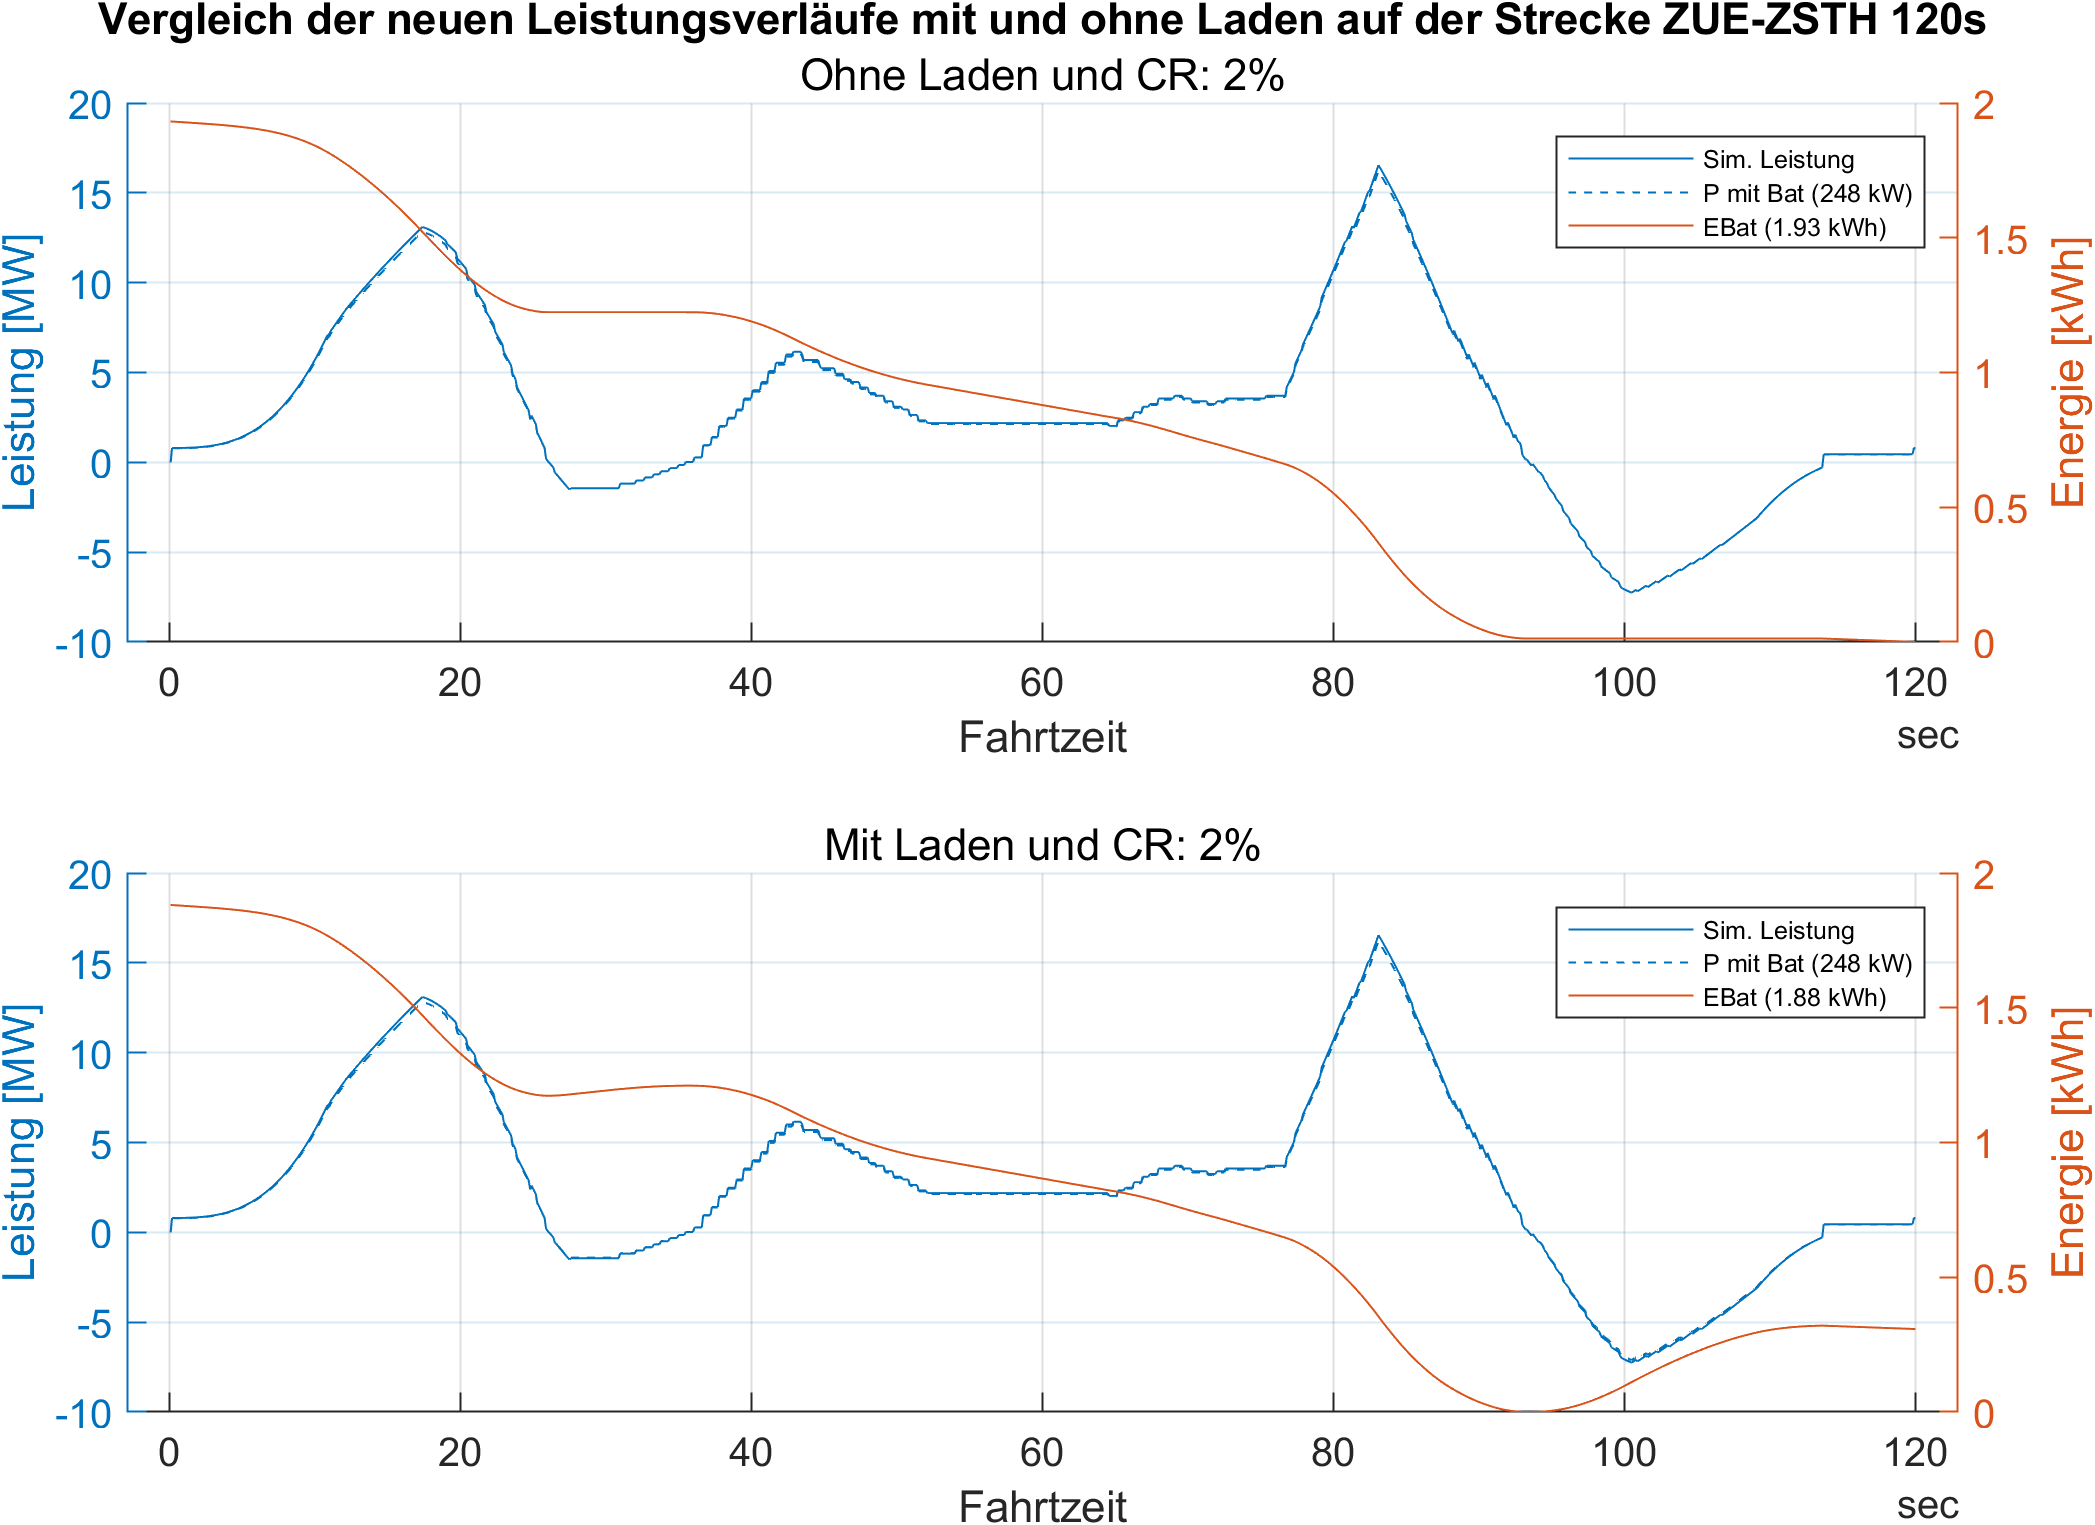 Vergleich der neuen Leistungsverläufe mit und ohne Laden auf der Strecke ZUE-ZSTH 120s
Ohne Laden und CR: 2%
20
15
10
5
0
-5
-10
Leistung [MW]
2
1.5
1
0.5
0
Energie [kWh]
Sim. Leistung
P mit Bat (248 kW)
EBat (1.93 kWh)
0 20 40 60 80 100 120
Fahrtzeit
sec
Mit Laden und CR: 2%
20
15
10
5
0
-5
-10
Leistung [MW]
2
1.5
1
0.5
0
Energie [kWh]
Sim. Leistung
P mit Bat (248 kW)
EBat (1.88 kWh)
0 20 40 60 80 100 120
Fahrtzeit
sec